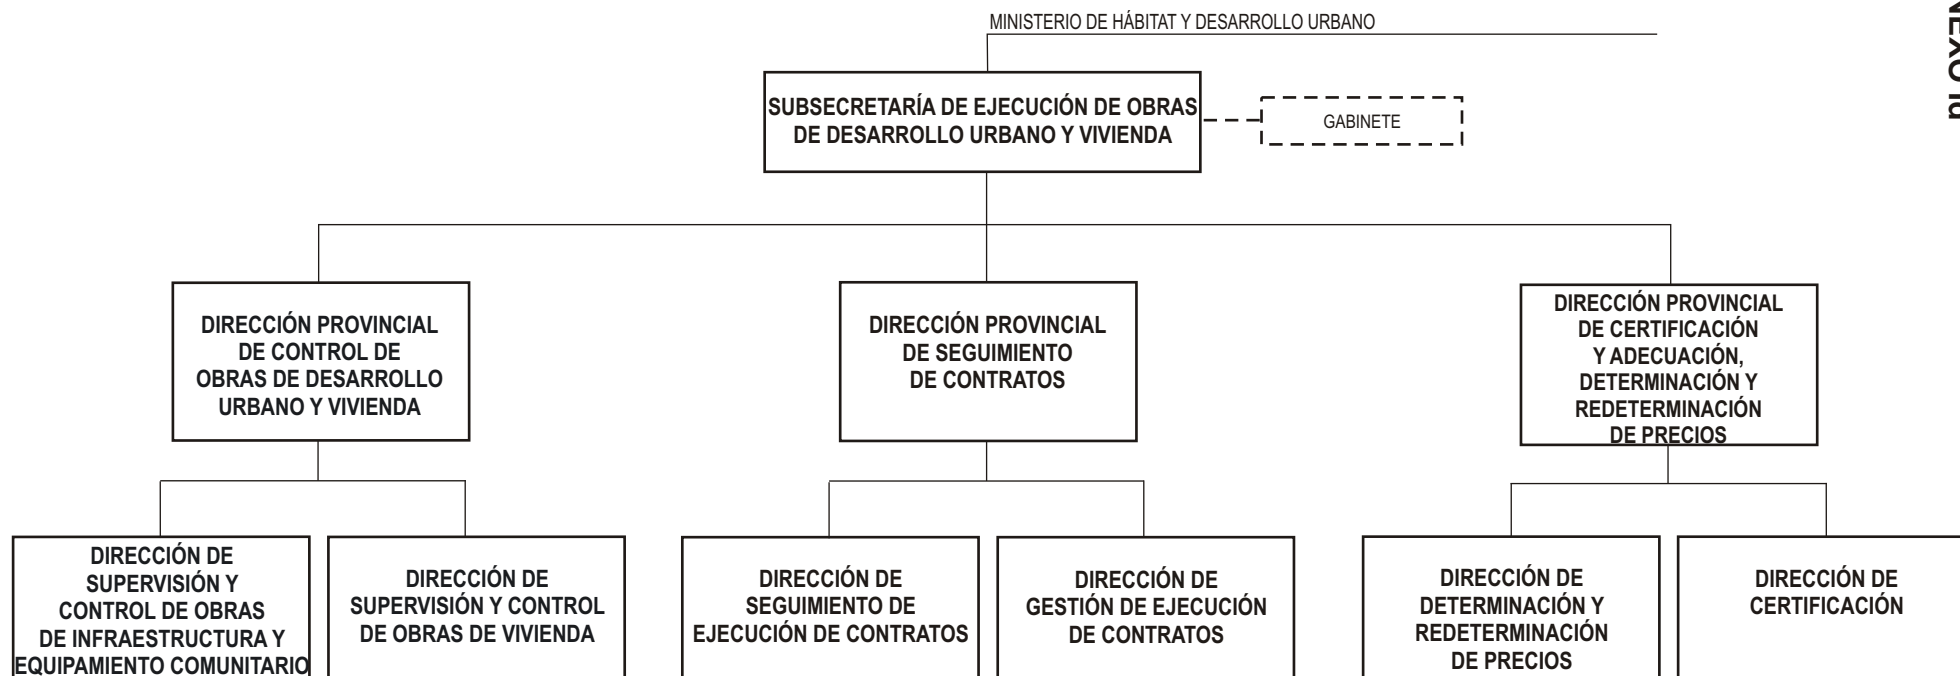 MINISTERIO DE HÁBITAT Y DESARROLLO URBANO
NEXO Id
SUBSECRETARÍA DE EJECUCIÓN DE OBRAS
DE DESARROLLO URBANO Y VIVIENDA
GABINETE
DIRECCIÓN PROVINCIAL
DE CONTROL DE
OBRAS DE DESARROLLO
URBANO Y VIVIENDA
DIRECCIÓN PROVINCIAL
DE SEGUIMIENTO
DE CONTRATOS
DIRECCIÓN PROVINCIAL
DE CERTIFICACIÓN
Y ADECUACIÓN,
DETERMINACIÓN Y
REDETERMINACIÓN
DE PRECIOS
DIRECCIÓN DE
SUPERVISIÓN Y
CONTROL DE OBRAS
DE INFRAESTRUCTURA Y
EQUIPAMIENTO COMUNITARIO
DIRECCIÓN DE
SUPERVISIÓN Y CONTROL
DE OBRAS DE VIVIENDA
DIRECCIÓN DE
SEGUIMIENTO DE
EJECUCIÓN DE CONTRATOS
DIRECCIÓN DE
GESTIÓN DE EJECUCIÓN
DE CONTRATOS
DIRECCIÓN DE
DETERMINACIÓN Y
REDETERMINACIÓN
DE PRECIOS
DIRECCIÓN DE
CERTIFICACIÓN